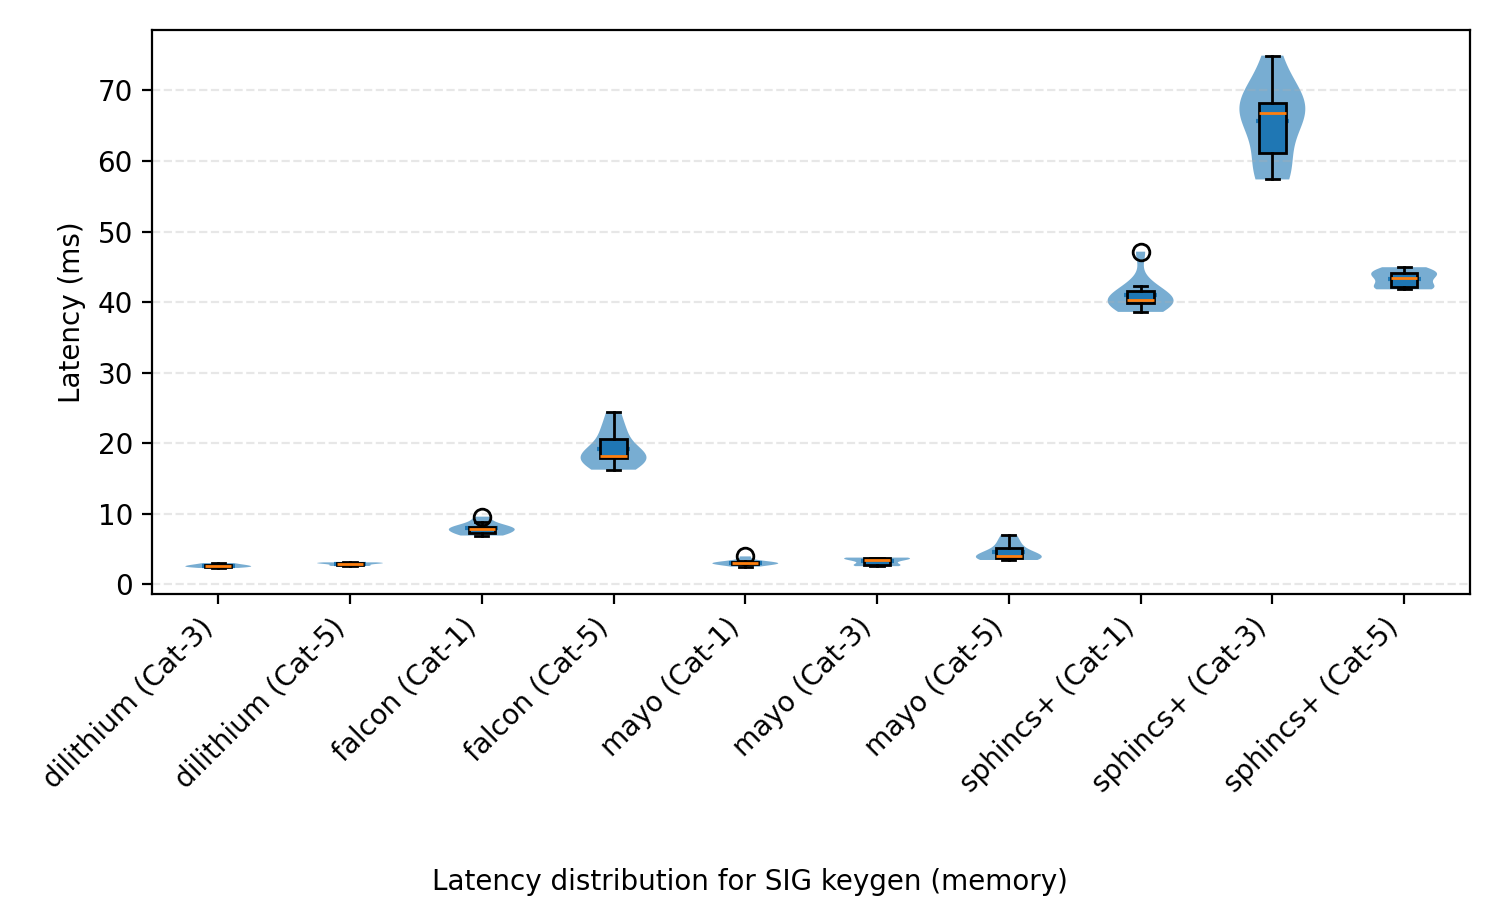 70
60
50
40
30
20
10
0
Latency (ms)
dilithium (Cat-3)
dilithium (Cat-5)
falcon (Cat-1)
falcon (Cat-5)
mayo (Cat-1)
mayo (Cat-3)
mayo (Cat-5)
sphincs+ (Cat-1)
sphincs+ (Cat-3)
sphincs+ (Cat-5)
Latency distribution for SIG keygen (memory)